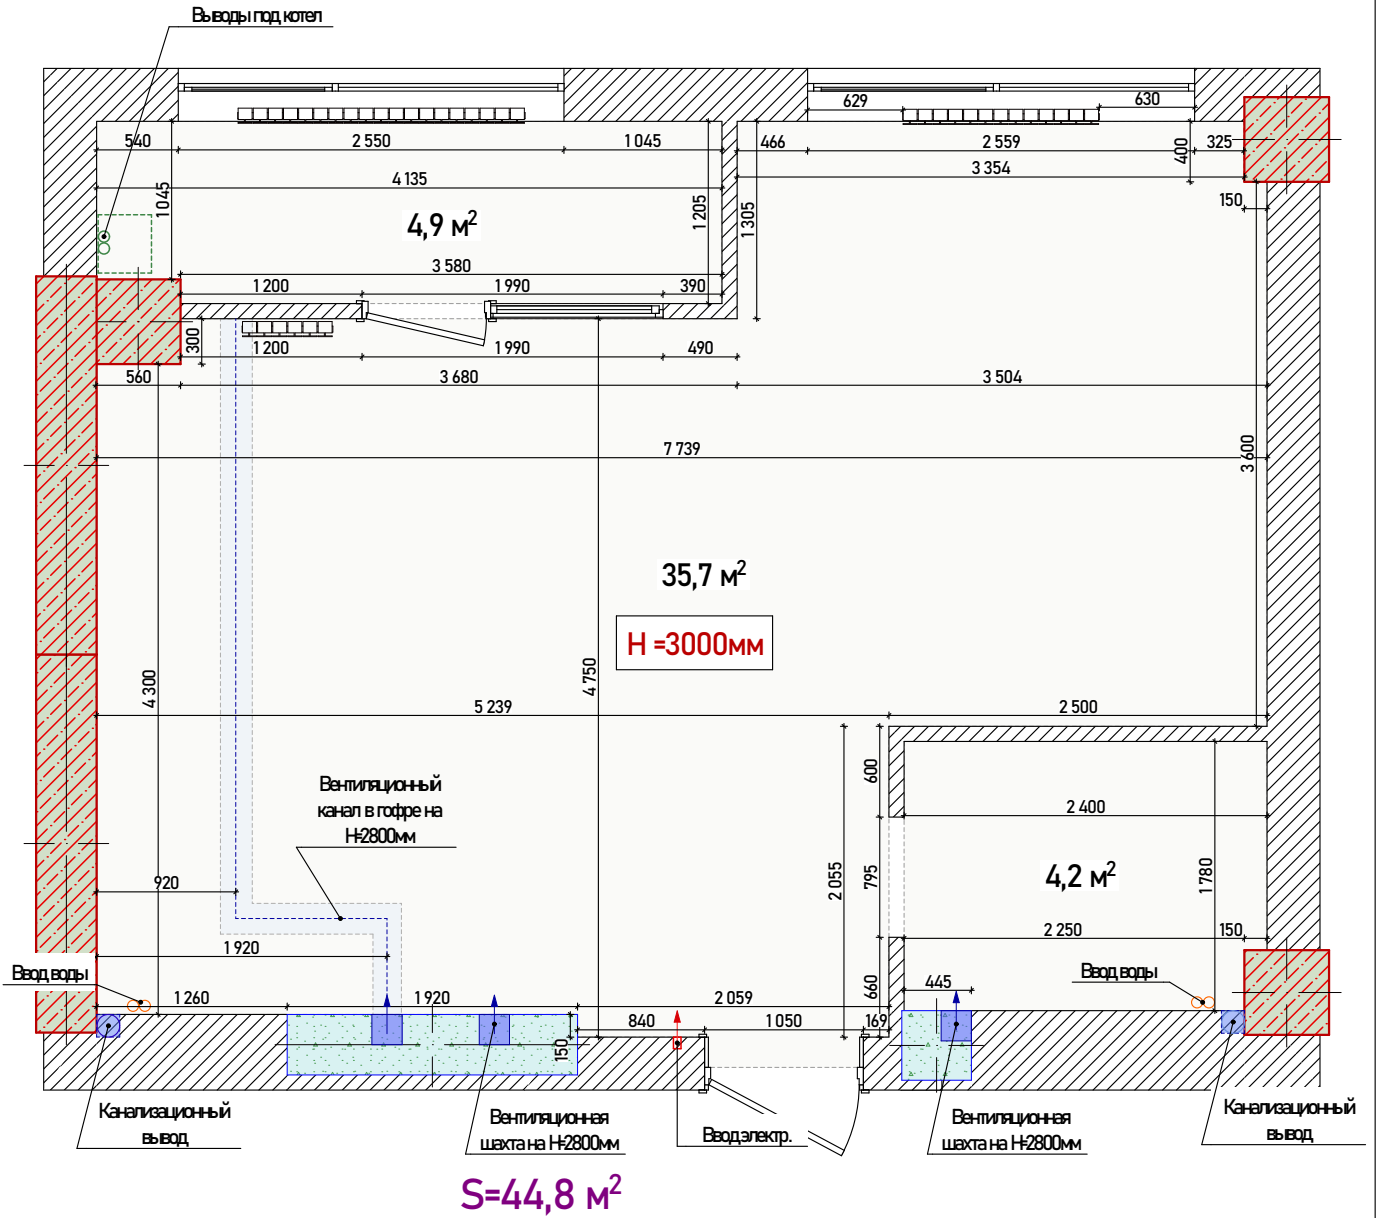 Выводы под котел
629
630
540
2 550
1 045
466
2 559
325
400
4 135
3 354
1 045
1 205
1 305
150
4,9 м²
3 580
1 200
1 990
390
300
1 200
1 990
490
560
3 680
3 504
7 739
3 600
35,7 м²
H =3000мм
4 300
4 750
5 239
2 500
Вентиляционный
канал в гофре на
H=2800мм
600
2 400
920
2 055
795
4,2 м²
1 780
2 250
150
1 920
Ввод воды
Ввод воды
1 260
1 920
2 059
660
445
840
1 050
169
150
Канализационный
вывод
Вентиляционная
шахта на H=2800мм
Ввод электр.
Вентиляционная
шахта на H=2800мм
Канализационный
вывод
S=44,8 м²